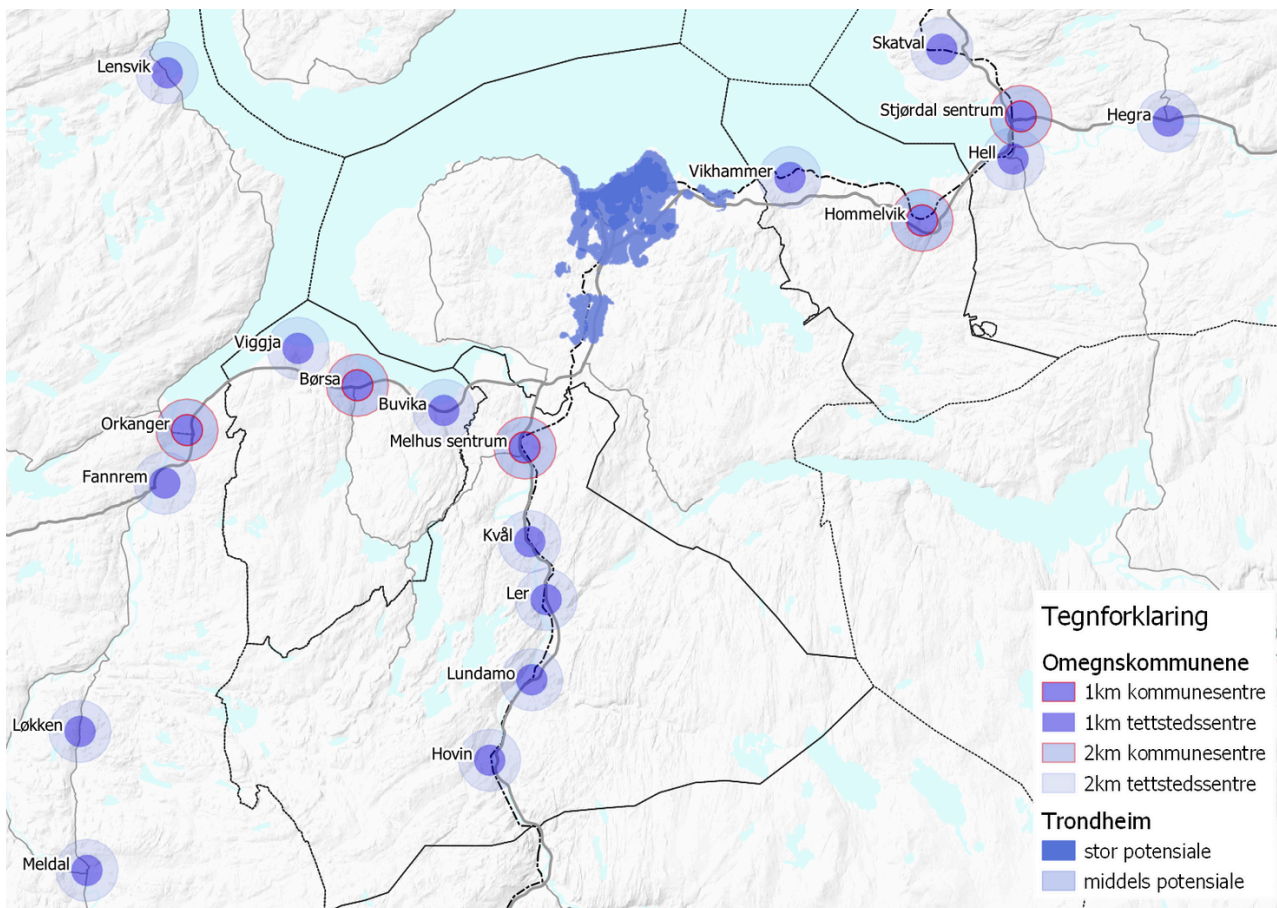 Skatval
Lensvik
Stjørdal sentrum
Hegra
Hell
Vikhammer
Hommelvik
Viggja
Børsa
Buvika
Orkanger
Melhus sentrum
Fannrem
Kvål
Ler
Lundamo
Løkken
Hovin
Meldal
Tegnforklaring
Omegnskommunene
1km kommunesentre
1km tettstedssentre
2km kommunesentre
2km tettstedssentre
Trondheim
stor potensiale
middels potensiale